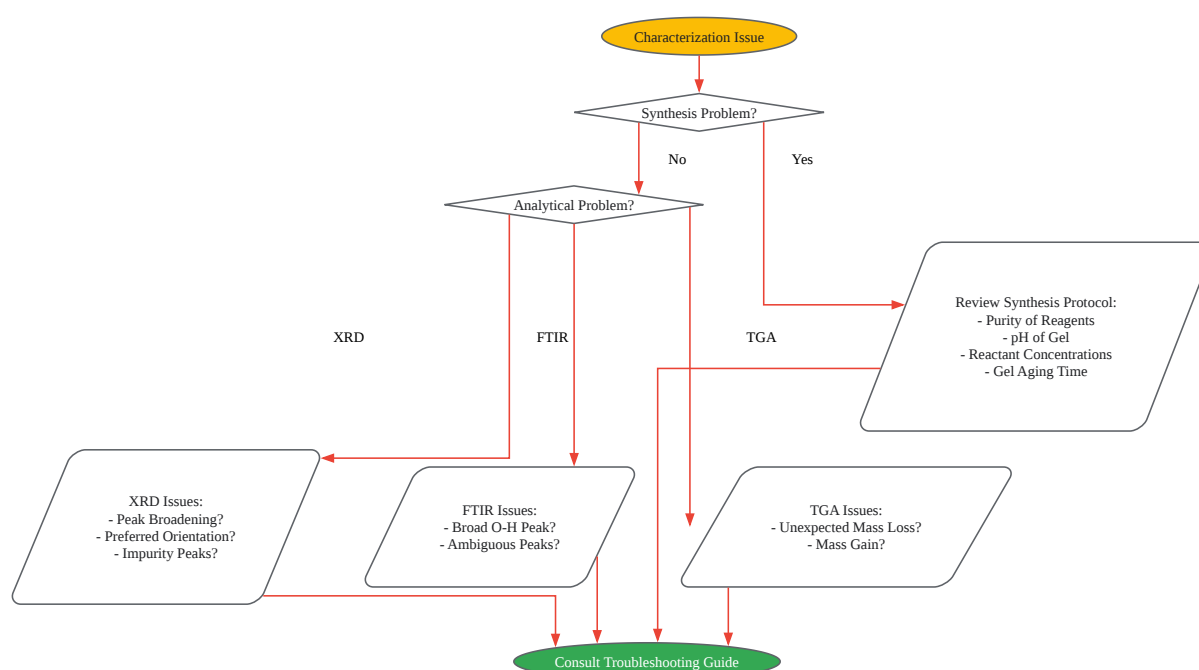 Characterization Issue
Synthesis Problem?
No
Yes
Analytical Problem?
XRD
FTIR
TGA
Review Synthesis Protocol:
- Purity of Reagents
- pH of Gel
- Reactant Concentrations
- Gel Aging Time
XRD Issues:
- Peak Broadening?
- Preferred Orientation?
- Impurity Peaks?
FTIR Issues:
- Broad O-H Peak?
- Ambiguous Peaks?
TGA Issues:
- Unexpected Mass Loss?
- Mass Gain?
Consult Troubleshooting Guide